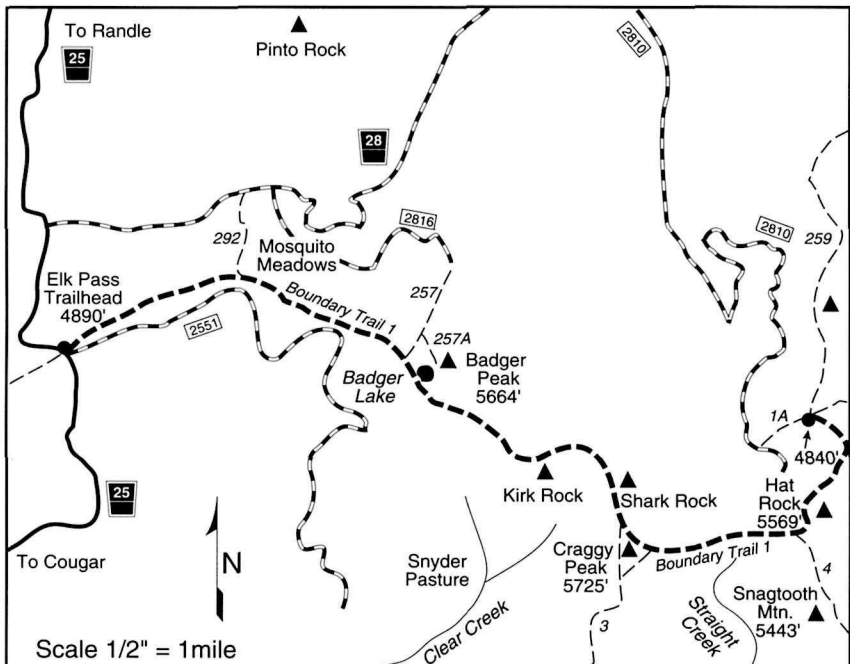 To Randle
25
Pinto Rock
2810
28
292
2816
Mosquito
Meadows
2810
259
Elk Pass
Trailhead
4890'
257
Boundary Trail 1
2551
257A
Badger
Peak
5664'
Badger
Lake
1A
4840'
Kirk Rock
Shark Rock
Hat
Rock
5569'
25
N
To Cougar
Snyder
Pasture
Craggy
Peak
5725'
Boundary Trail 1
4
Clear Creek
3
Straight
Creek
Snagtooth
Mtn.
5443'
Scale 1/2" = 1mile